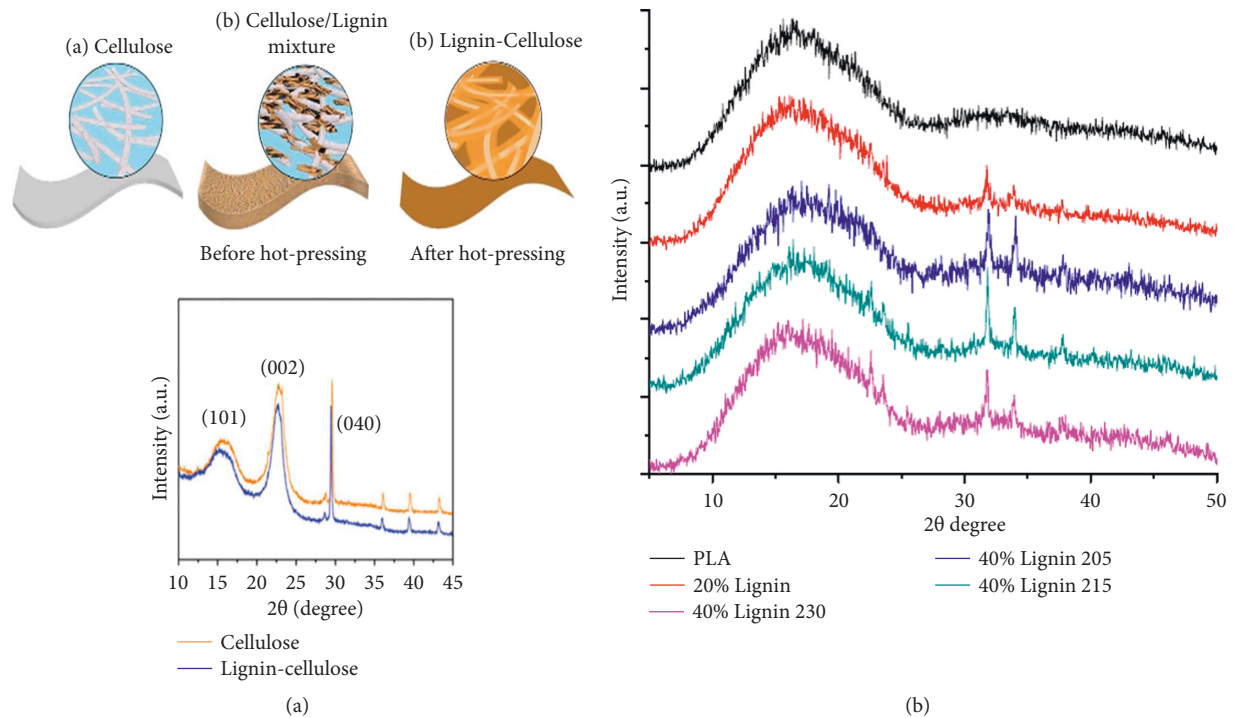 (a) Cellulose
(b) Cellulose/Lignin
mixture
(b) Lignin-Cellulose
Before hot-pressing
After hot-pressing
Intensity (a.u.)
(101)
(002)
(040)
10 15 20 25 30 35 40 45
2θ (degree)
Cellulose
Lignin-cellulose
(a)
Intensity (a.u.)
10 20 30 40 50
2θ degree
PLA
20% Lignin
40% Lignin 230
40% Lignin 205
40% Lignin 215
(b)